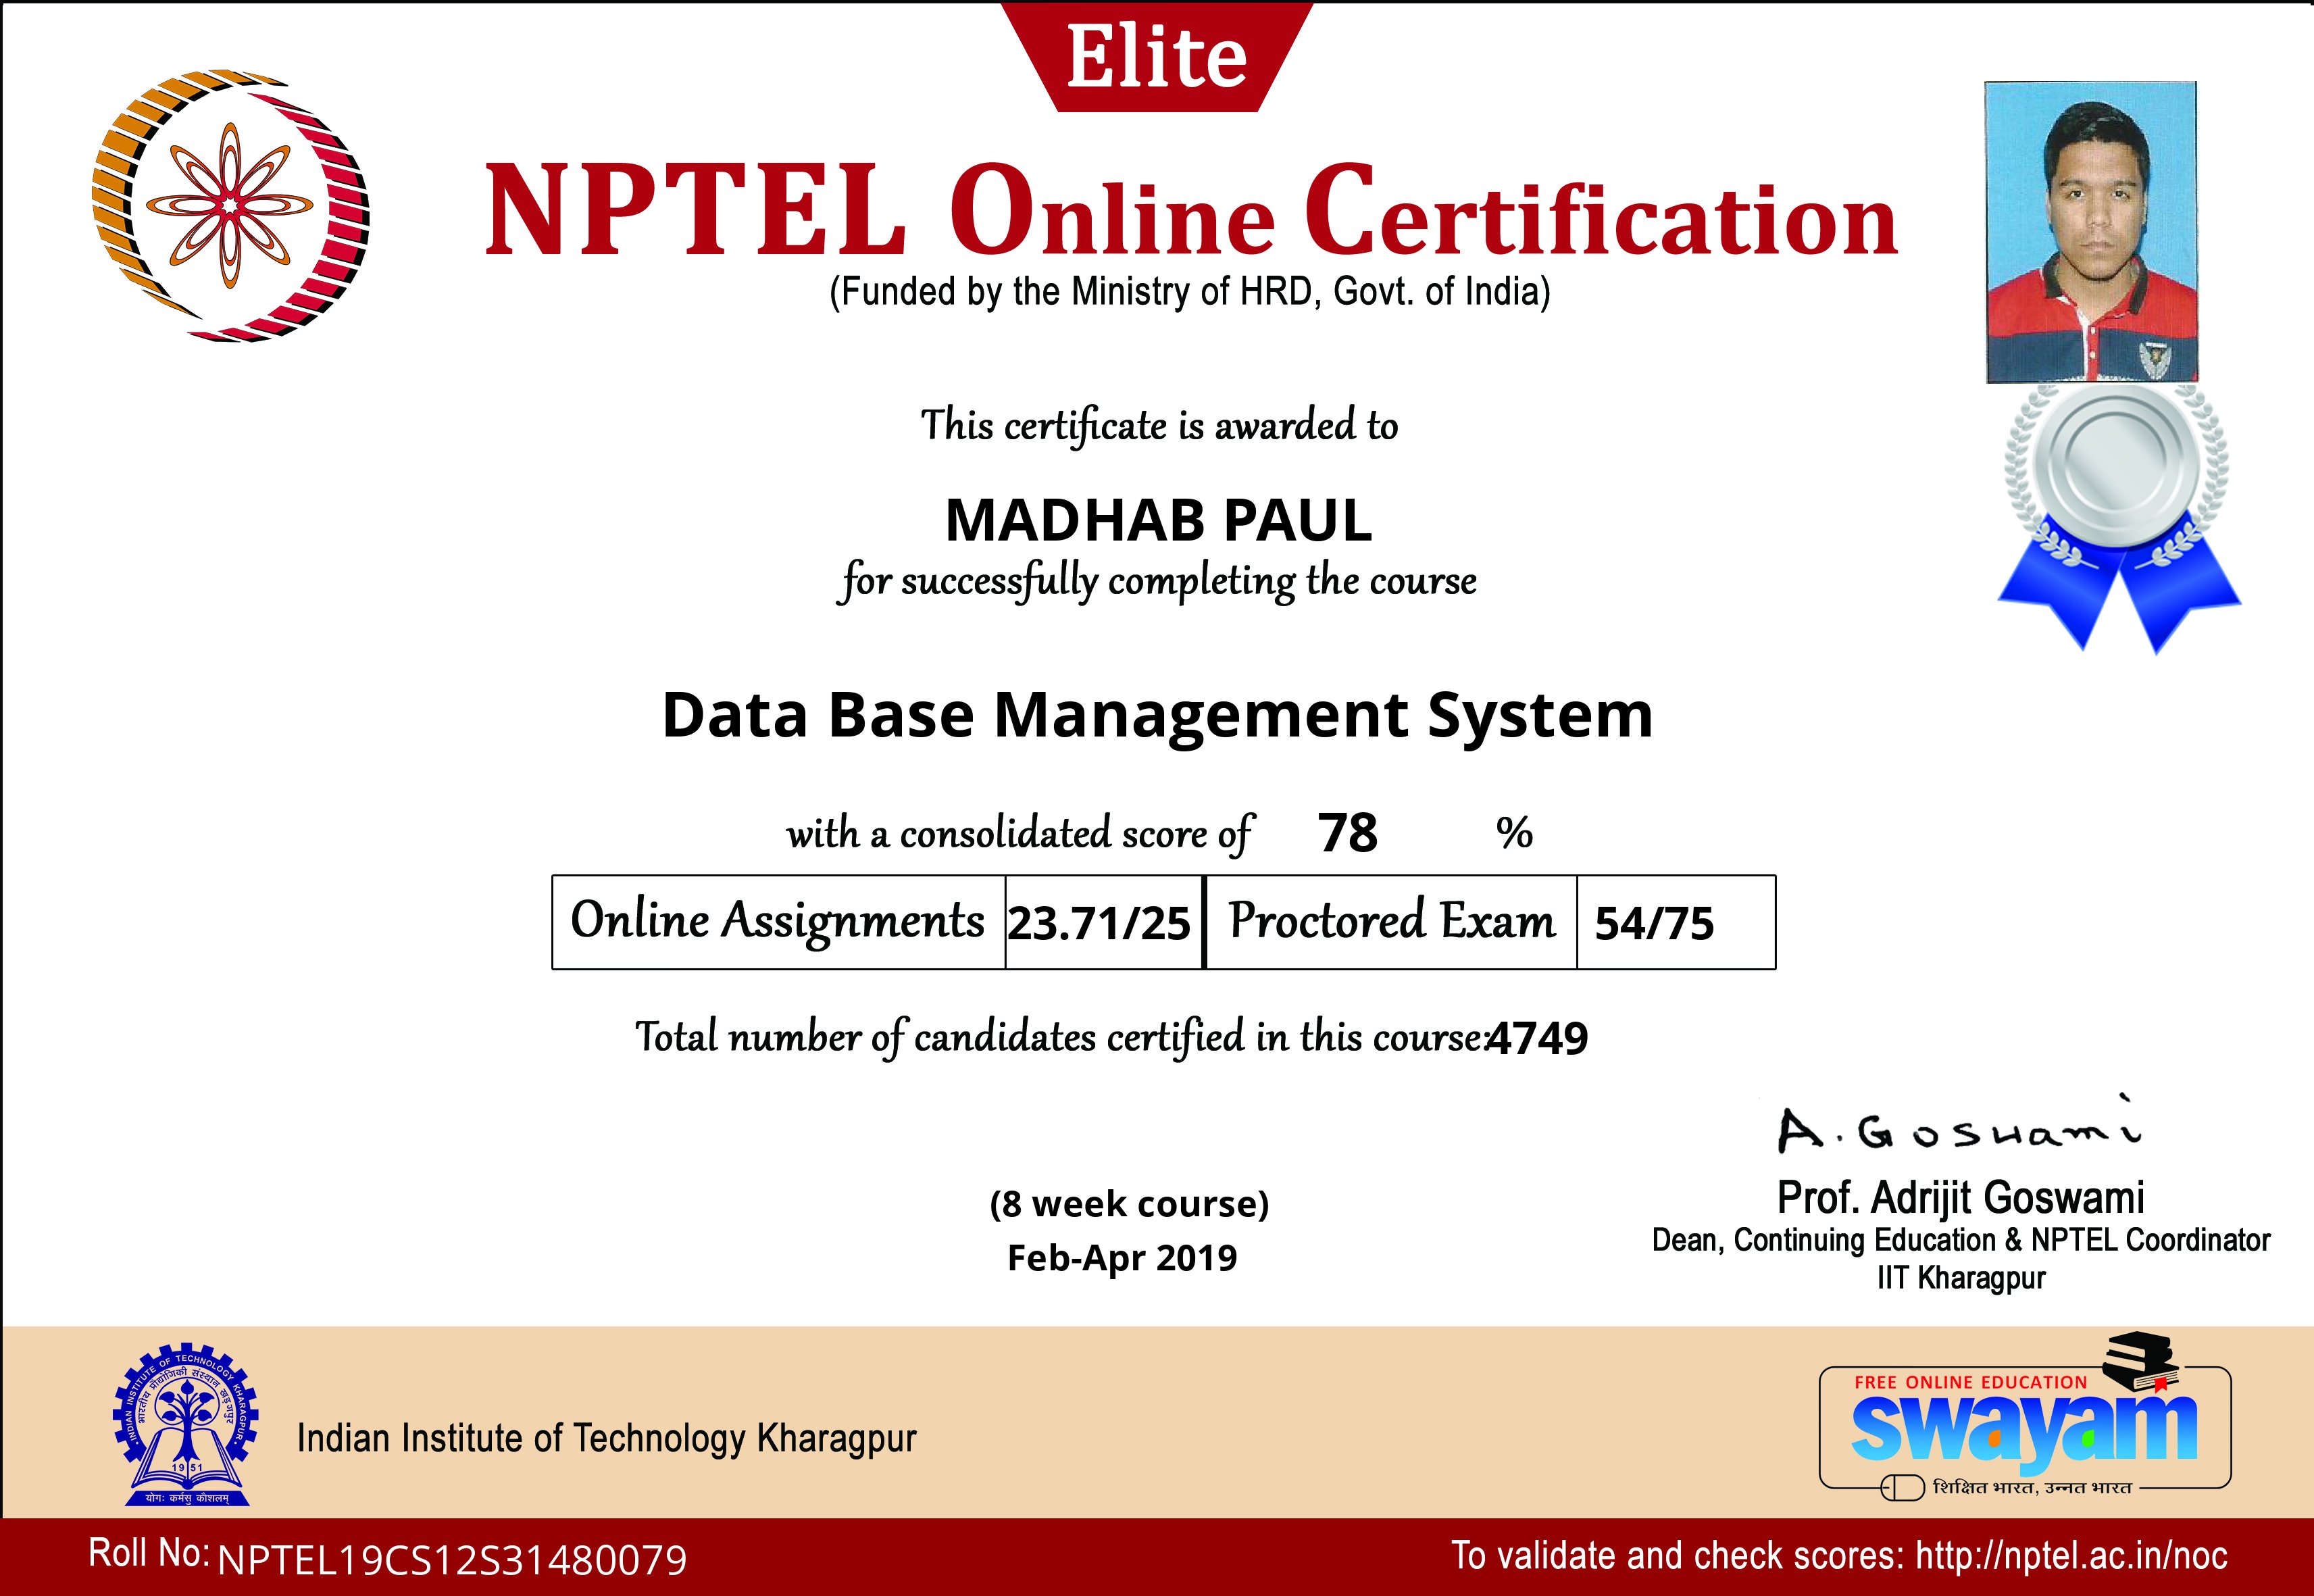 Elite
NPTEL Online Certification
(Funded by the Ministry of HRD, Govt. of India)
This certificate is awarded to
MADHAB PAUL
for successfully completing the course
Data Base Management System
with a consolidated score of 78 %
Online Assignments 23.71/25 Proctored Exam 54/75
Total number of candidates certified in this course:4749
A. Goswami
(8 week course)
Feb-Apr 2019
Prof. Adrijit Goswami
Dean, Continuing Education & NPTEL Coordinator
IIT Kharagpur
INDIAN INSTITUTE OF TECHNOLOGY KHARAGPUR
भारतीय प्रौद्योगिकी संस्थान खड़गपुर
1951
योगः कर्मसु कौशलम्
Indian Institute of Technology Kharagpur
FREE ONLINE EDUCATION
swayam
शिक्षित भारत, उन्नत भारत
Roll No: NPTEL19CS12S31480079
To validate and check scores: http://nptel.ac.in/noc